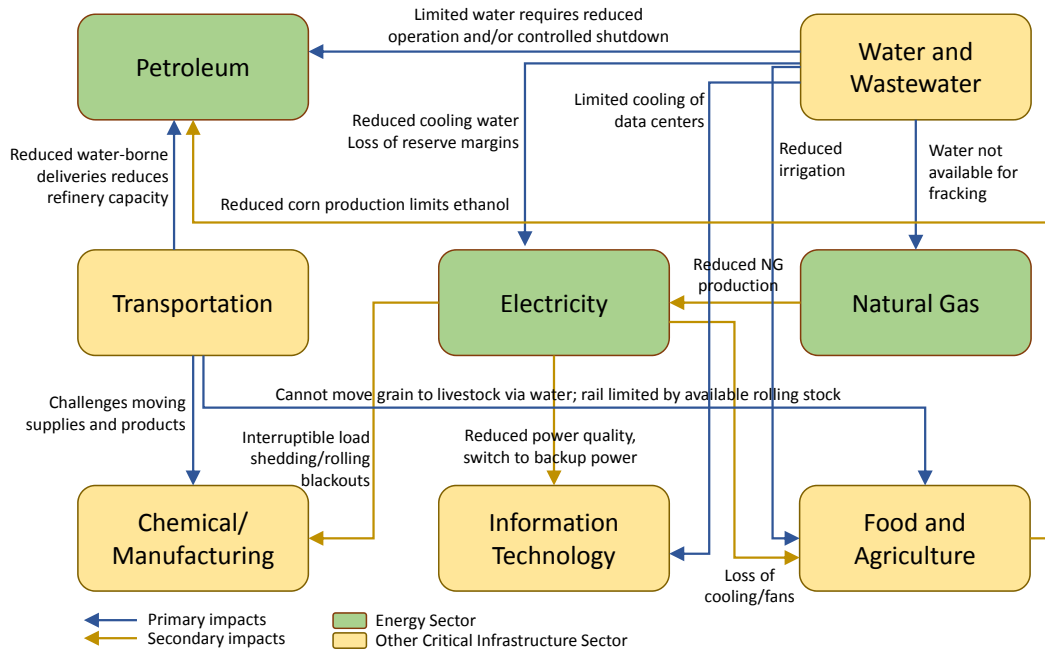 Limited water requires reduced
operation and/or controlled shutdown
Petroleum
Water and
Wastewater
Reduced cooling water
Loss of reserve margins
Limited cooling of
data centers
Reduced
irrigation
Water not
available for
fracking
Reduced water-borne
deliveries reduces
refinery capacity
Reduced corn production limits ethanol
Transportation
Electricity
Reduced NG
production
Natural Gas
Challenges moving
supplies and products
Cannot move grain to livestock via water; rail limited by available rolling stock
Interruptible load
shedding/rolling
blackouts
Reduced power quality,
switch to backup power
Chemical/
Manufacturing
Information
Technology
Food and
Agriculture
Loss of
cooling/fans
Primary impacts
Secondary impacts
Energy Sector
Other Critical Infrastructure Sector